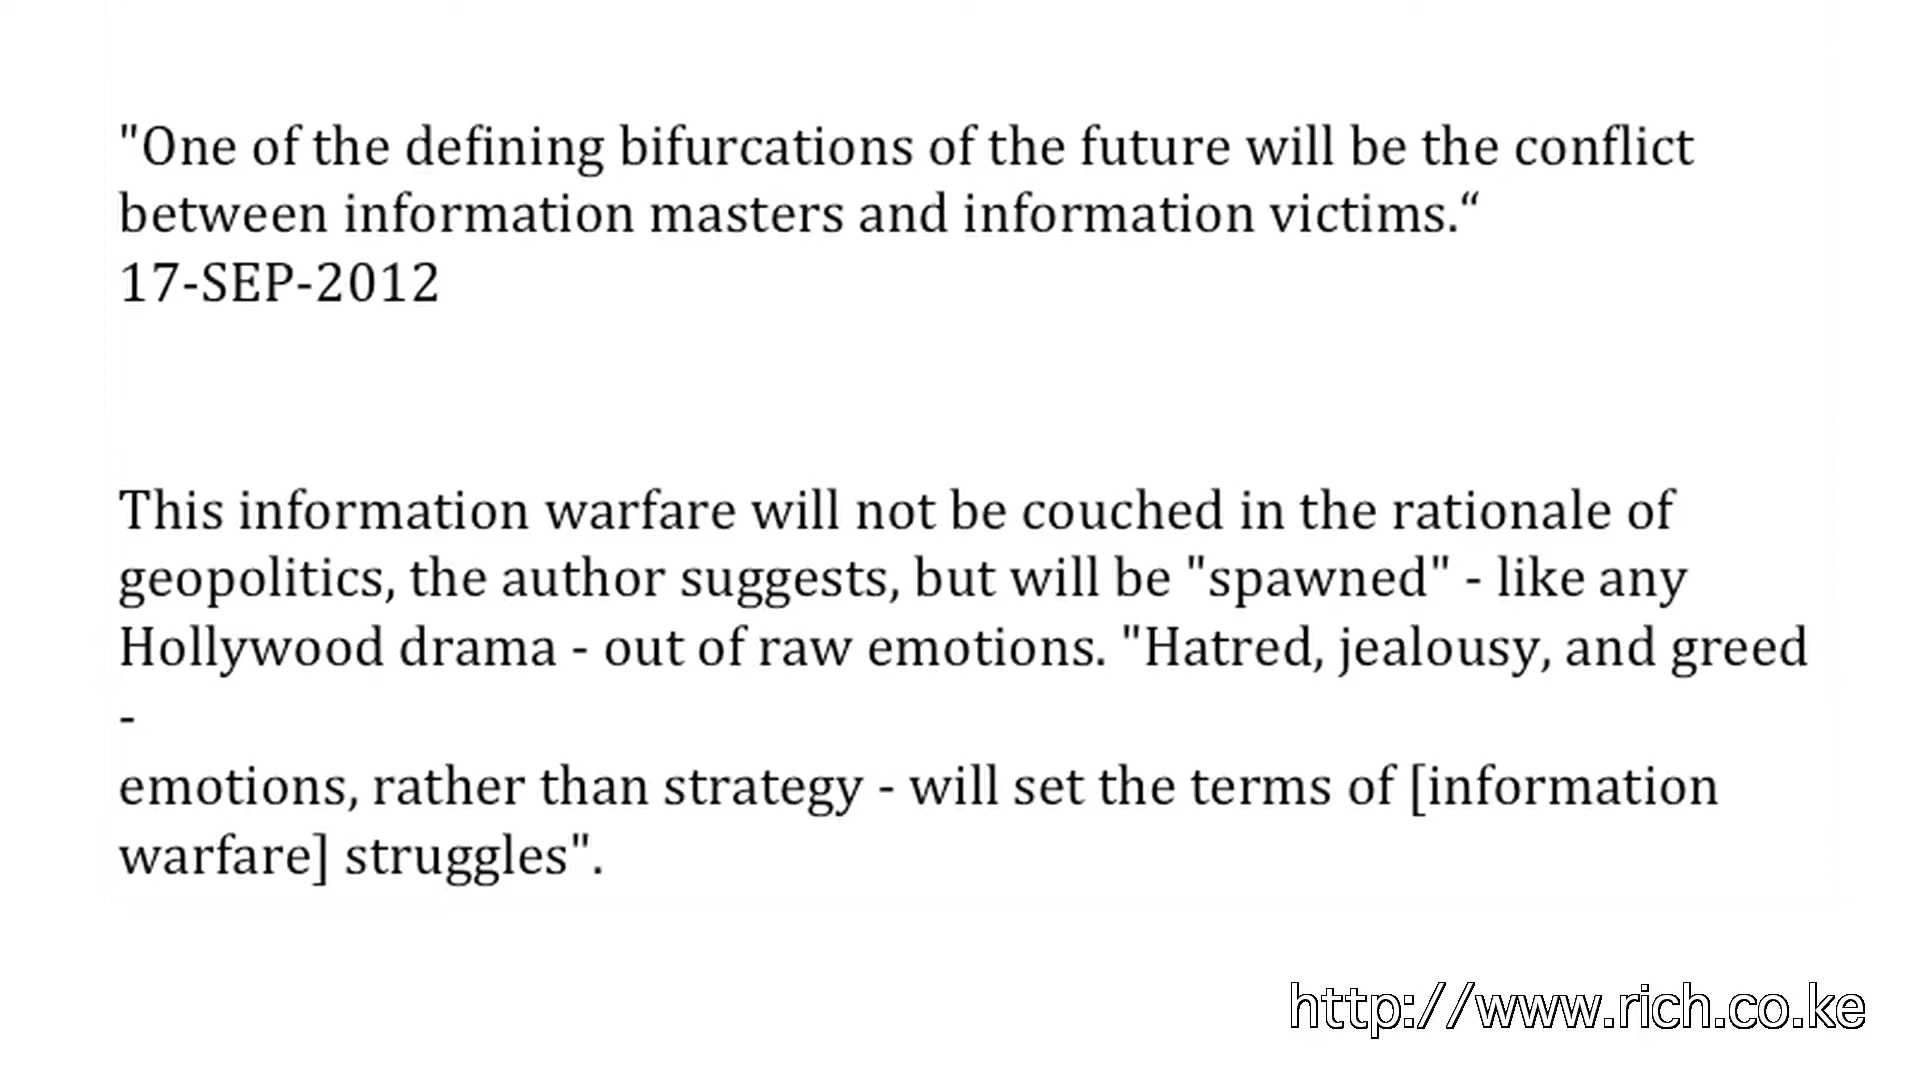 "One of the defining bifurcations of the future will be the conflict
between information masters and information victims.“
17-SEP-2012
This information warfare will not be couched in the rationale of
geopolitics, the author suggests, but will be "spawned" - like any
Hollywood drama - out of raw emotions. "Hatred, jealousy, and greed
-
emotions, rather than strategy - will set the terms of [information
warfare] struggles".
http://www.rich.co.ke